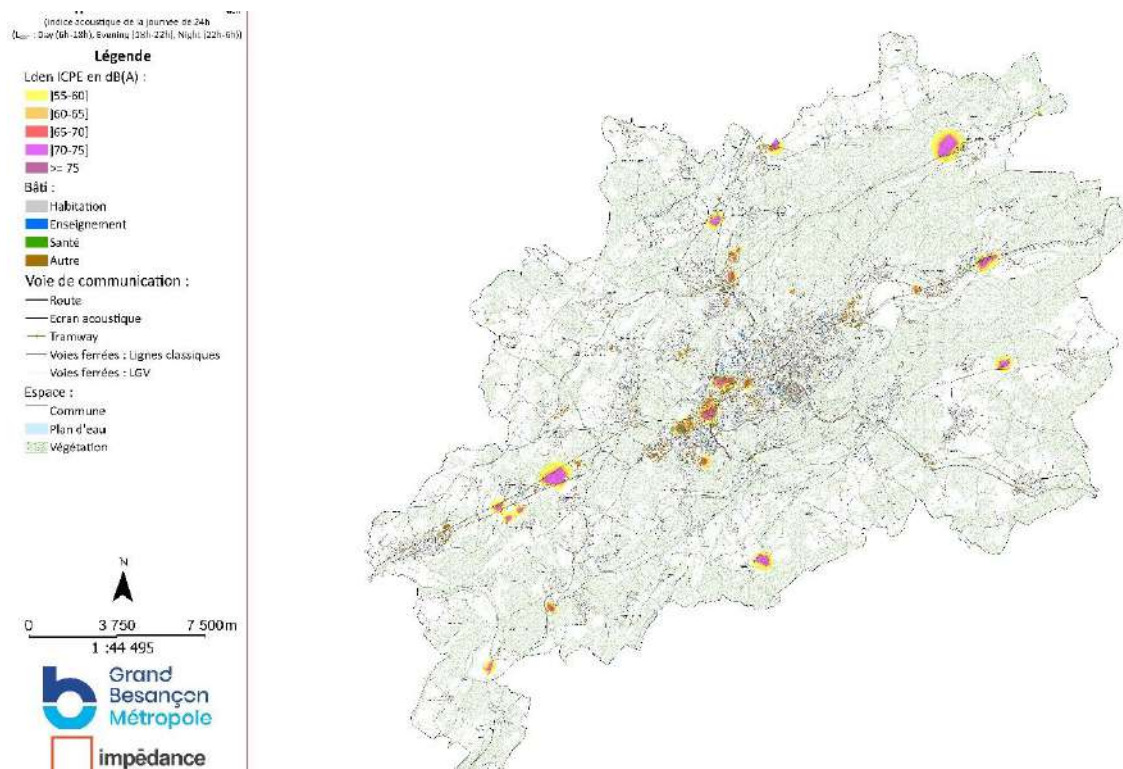 (Indice acoustique de la journée de 24h
: Day (6h-18h), Evening [18h-22h], Night [22h-6h])
Légende
Lden ICPE en dB(A) :
]55-60]
]60-65]
]65-70]
]70-75]
>= 75
Bâti :
Habitation
Enseignement
Santé
Autre
Voie de communication :
Route
Ecran acoustique
Tramway
Voies ferrées : Lignes classiques
Voies ferrées : LGV
Espace :
Commune
Plan d'eau
Végétation
N
0 3 750 7 500 m
1 :44 495
Grand
Besançon
Métropole
impédance